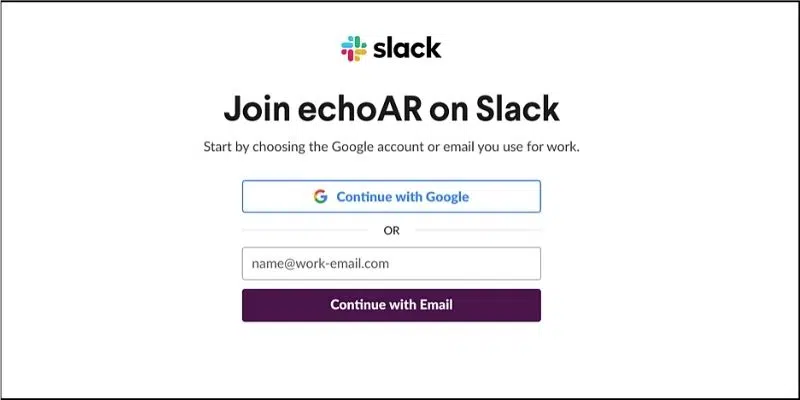 slack
Join echoAR on Slack
Start by choosing the Google account or email you use for work.
Continue with Google
OR
name@work-email.com
Continue with Email